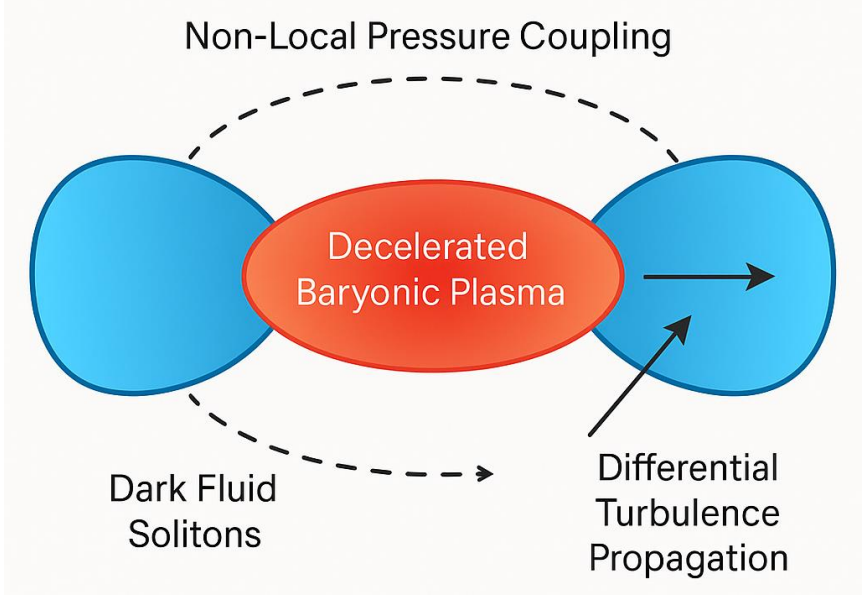 Non-Local Pressure Coupling
Decelerated
Baryonic Plasma
Dark Fluid
Solitons
Differential
Turbulence
Propagation